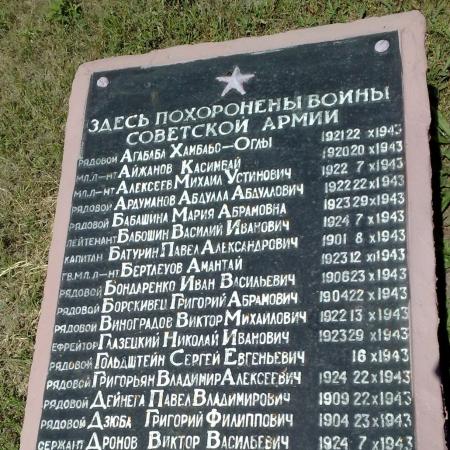 ЗДЕСЬ ПОХОРОНЕНЫ ВОИНЫ
СОВЕТСКОЙ АРМИИ
РЯДОВОЙ АГАБАБА ХАМБАБС-ОГЛЫ 1921 22 X 1943
МЛ.Л-НТ АЙЖАНОВ КАСИМБАЙ 1920 20 X 1943
МЛ.Л-НТ АЛЕКСЕЕВ МИХАИЛ УСТИНОВИЧ 1922 7 X 1943
РЯДОВОЙ АРДУМАНОВ АБДУЛЛА АБДУЛЛОВИЧ 1922 22 X 1943
РЯДОВОЙ БАБАШИНА МАРИЯ АБРАМОВНА 1923 29 X 1943
ЛЕЙТЕНАНТ БАБОШИН ВАСИЛИЙ ИВАНОВИЧ 1924 7 X 1943
КАПИТАН БАТУРИН ПАВЕЛ АЛЕКСАНДРОВИЧ 1901 8 X 1943
ГВ.МЛ.Л-НТ БЕРТЛЕУОВ АМАНТАЙ 1923 12 XI 1943
РЯДОВОЙ БОНДАРЕНКО ИВАН ВАСИЛЬЕВИЧ 1906 23 X 1943
РЯДОВОЙ БОРСКИВЕЦ ГРИГОРИЙ АБРАМОВИЧ 1904 22 X 1943
РЯДОВОЙ ВИНОГРАДОВ ВИКТОР МИХАЙЛОВИЧ 1922 13 X 1943
ЕФРЕЙТОР ГЛАЗЕЦКИЙ НИКОЛАЙ ИВАНОВИЧ 1923 29 X 1943
РЯДОВОЙ ГОЛЬДШТЕЙН СЕРГЕЙ ЕВГЕНЬЕВИЧ 16 X 1943
РЯДОВОЙ ГРИГОРЬЯН ВЛАДИМИР АЛЕКСЕЕВИЧ 1924 22 X 1943
РЯДОВОЙ ДЕЙНЕГА ПАВЕЛ ВЛАДИМИРОВИЧ 1909 22 X 1943
РЯДОВОЙ ДЗЮБА ГРИГОРИЙ ФИЛИППОВИЧ 1904 23 X 1943
СЕРЖАНТ ДРОНОВ ВИКТОР ВАСИЛЬЕВИЧ 1924 7 X 1943